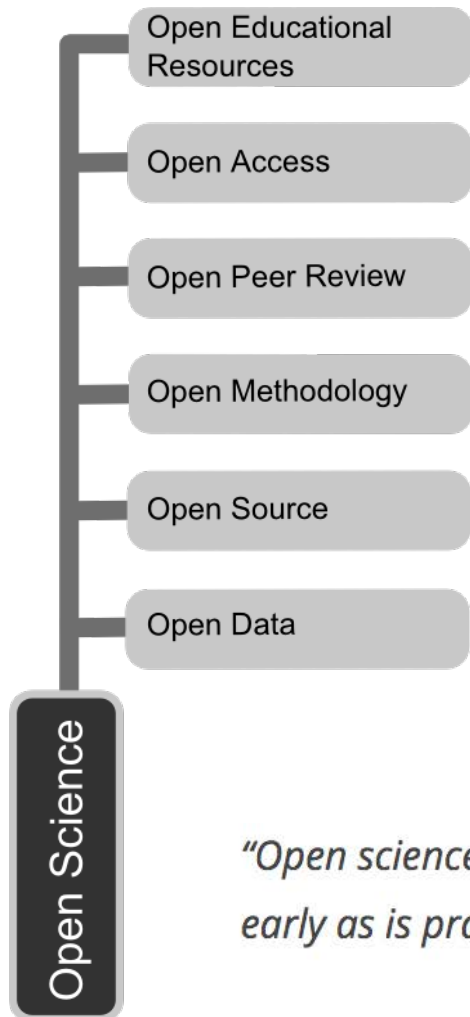 Open Educational
Resources
Open Access
Open Peer Review
Open Methodology
Open Source
Open Data
Open Science
“Open science
early as is